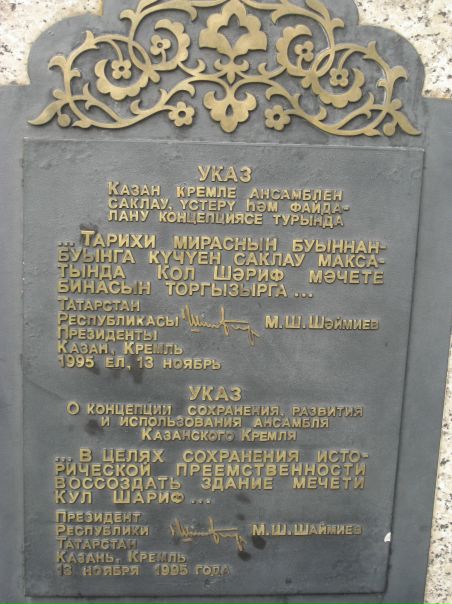 УКАЗ
КАЗАН КРЕМЛЕ АНСАМБЛЕН
САКЛАУ, ҮСТЕРҮ ҺӘМ ФАЙДА-
ЛАНУ КОНЦЕПЦИЯСЕ ТУРЫНДА
... ТАРИХИ МИРАСНЫҢ БУЫННАН-
БУЫНГА КҮЧҮЕН САКЛАУ МАКСА-
ТЫНДА КОЛ ШӘРИФ МӘЧЕТЕ
БИНАСЫН ТОРГЫЗЫРГА ...
ТАТАРСТАН
РЕСПУБЛИКАСЫ М.Ш.ШӘЙМИЕВ
ПРЕЗИДЕНТЫ
КАЗАН, КРЕМЛЬ
1995 ЕЛ, 13 НОЯБРЬ
УКАЗ
О КОНЦЕПЦИИ СОХРАНЕНИЯ, РАЗВИТИЯ
И ИСПОЛЬЗОВАНИЯ АНСАМБЛЯ
КАЗАНСКОГО КРЕМЛЯ
... В ЦЕЛЯХ СОХРАНЕНИЯ ИСТО-
РИЧЕСКОЙ ПРЕЕМСТВЕННОСТИ
ВОССОЗДАТЬ ЗДАНИЕ МЕЧЕТИ
КУЛ ШАРИФ ...
ПРЕЗИДЕНТ
РЕСПУБЛИКИ М.Ш.ШАЙМИЕВ
ТАТАРСТАН
КАЗАНЬ, КРЕМЛЬ
13 НОЯБРЯ 1995 ГОДА